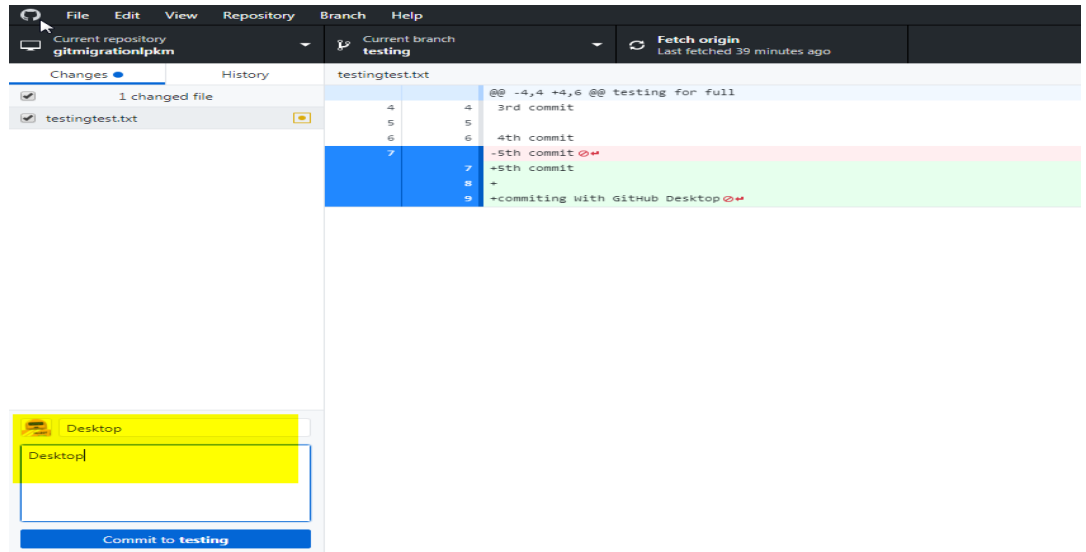 File Edit View Repository Branch Help
Current repository
gitmigrationlpkm
Current branch
testing
Fetch origin
Last fetched 39 minutes ago
Changes History
1 changed file
testingtest.txt
testingtest.txt
@@ -4,4 +4,6 @@ testing for full
4 4 3rd commit
5 5
6 6 4th commit
7 -5th commit
7 +5th commit
8 +
9 +commiting with GitHub Desktop
Desktop
Desktop
Commit to testing